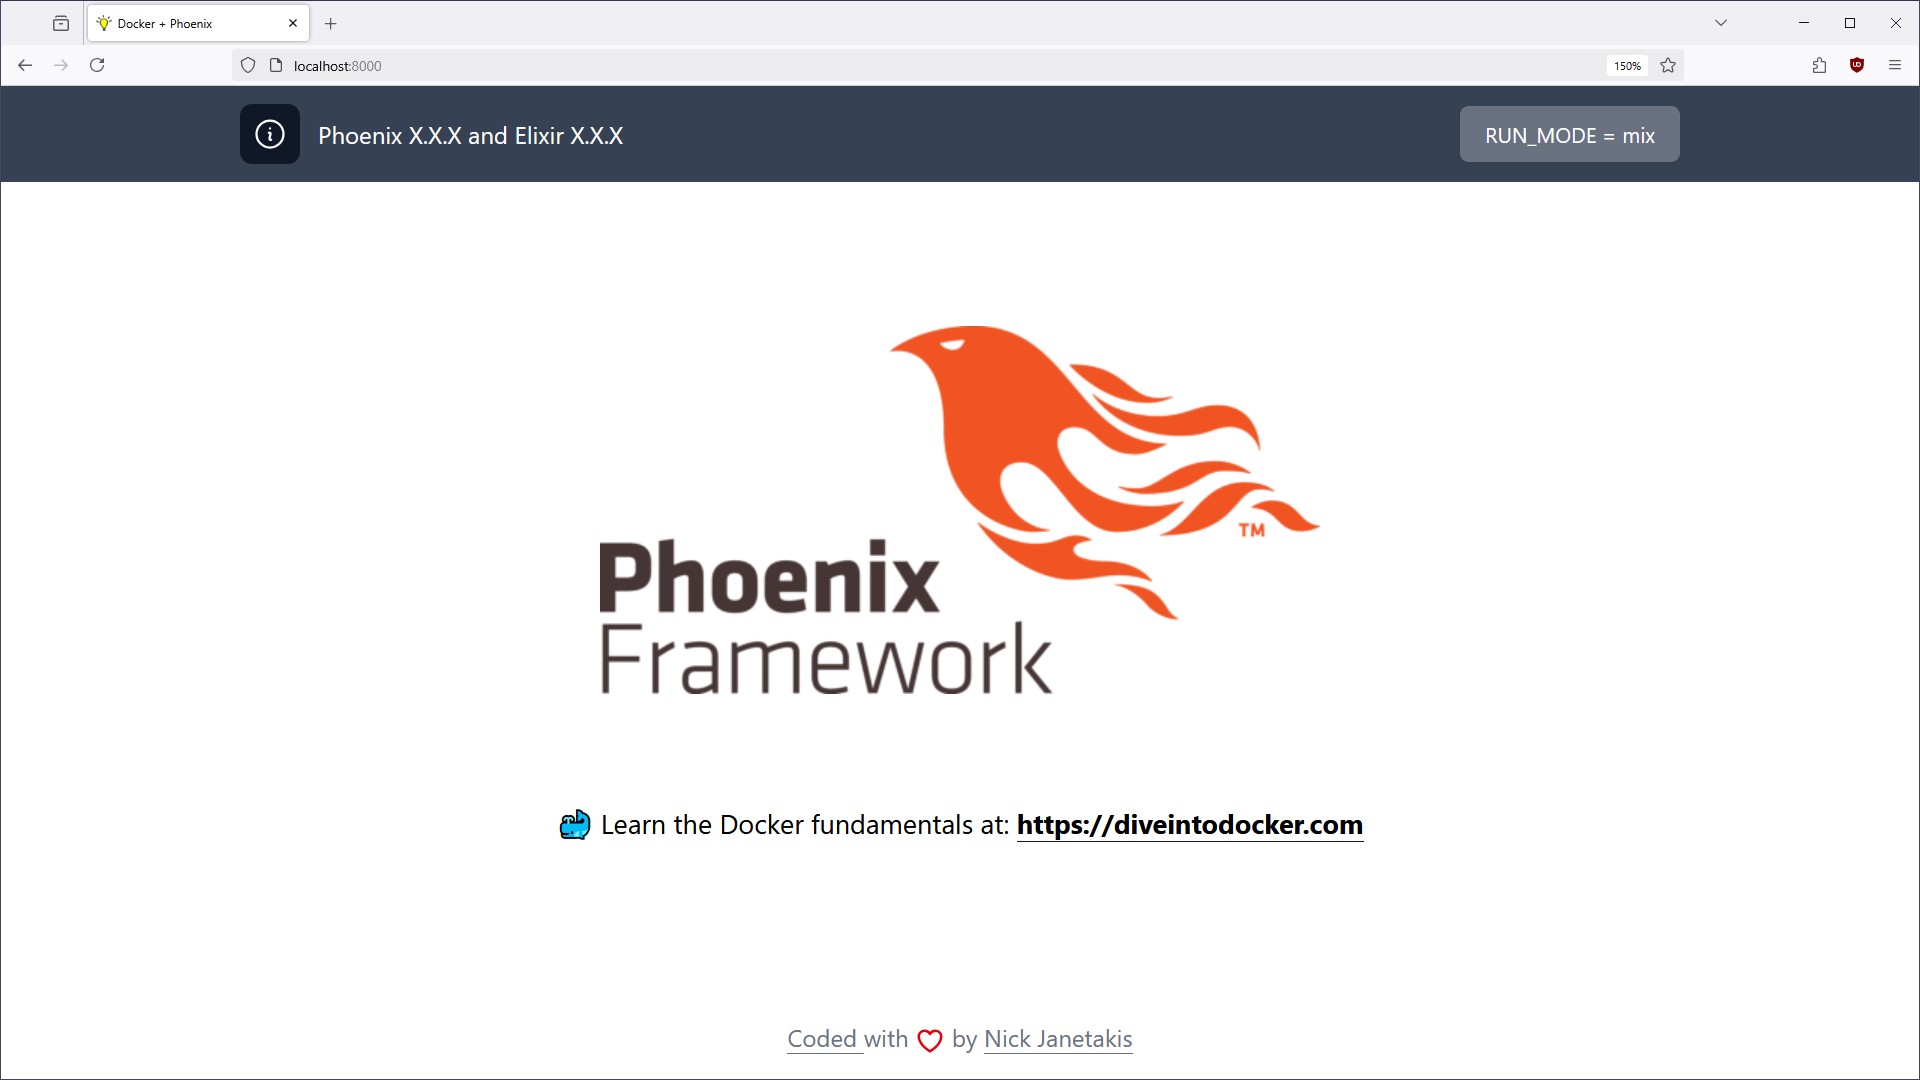 Docker + Phoenix
localhost:8000
150%
Phoenix X.X.X and Elixir X.X.X
RUN_MODE = mix
TM
Phoenix
Framework
Learn the Docker fundamentals at: https://diveintodocker.com
Coded with by Nick Janetakis